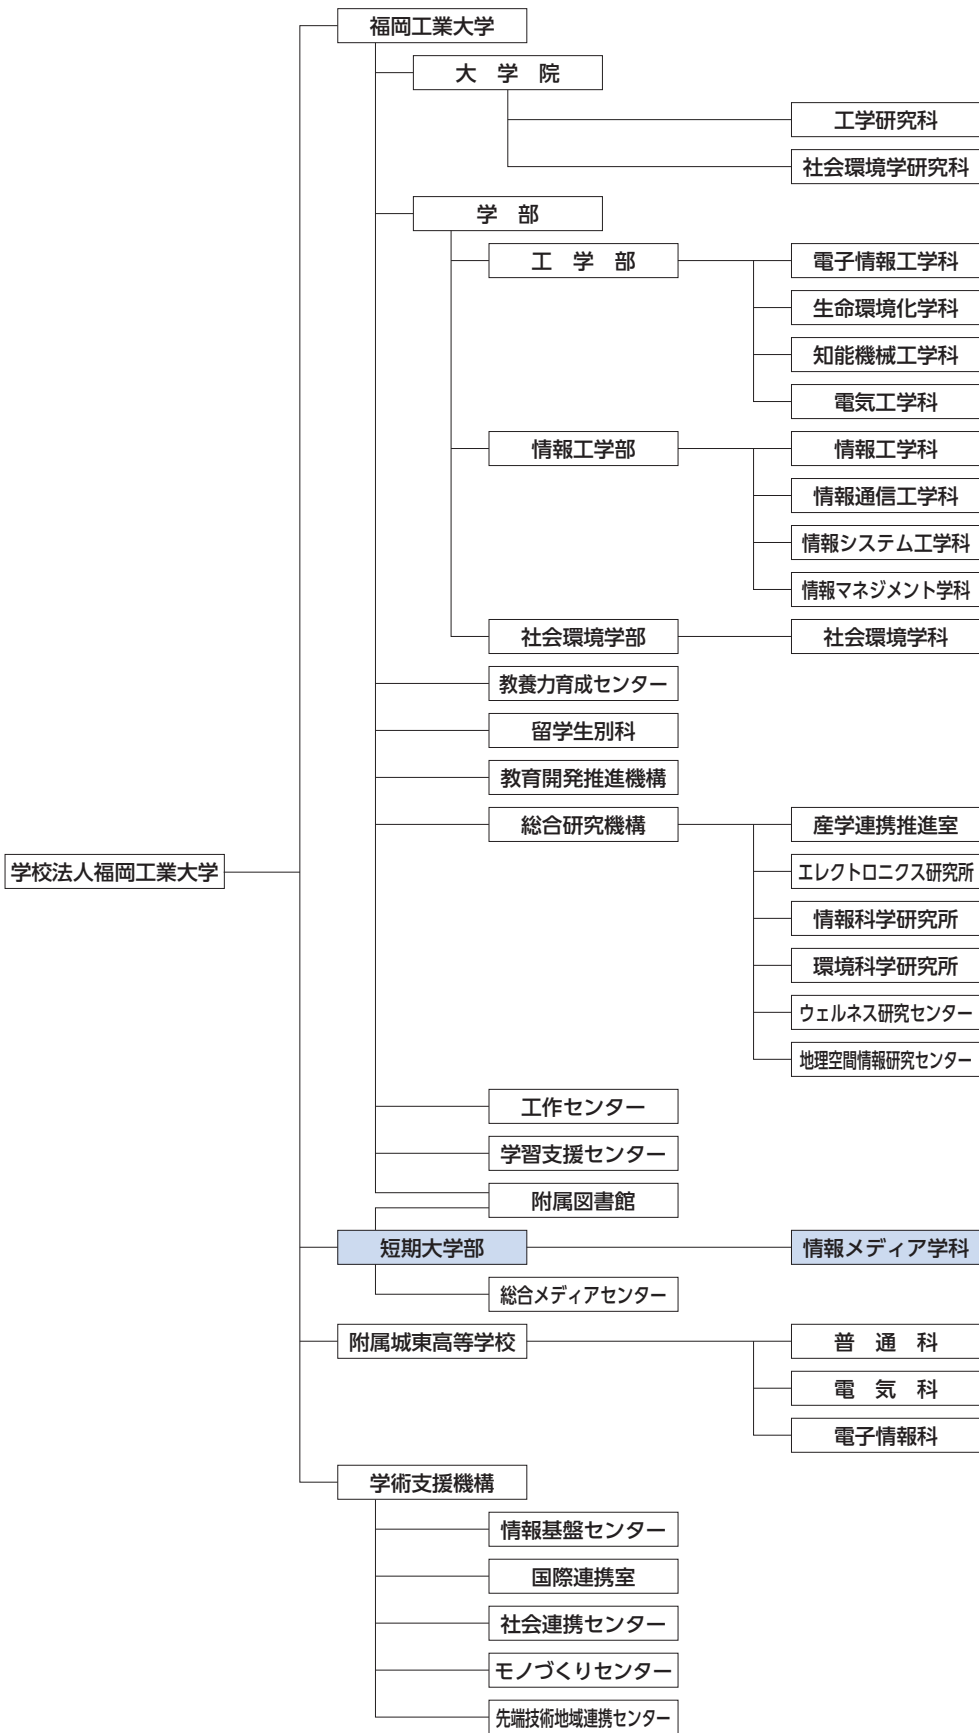 福岡工業大学
大 学 院
工学研究科
社会環境学研究科
学 部
工 学 部
電子情報工学科
生命環境化学科
知能機械工学科
電気工学科
情報工学部
情報工学科
情報通信工学科
情報システム工学科
情報マネジメント学科
社会環境学部
社会環境学科
教養力育成センター
留学生別科
教育開発推進機構
総合研究機構
産学連携推進室
学校法人福岡工業大学
エレクトロニクス研究所
情報科学研究所
環境科学研究所
ウェルネス研究センター
地理空間情報研究センター
工作センター
学習支援センター
附属図書館
短期大学部
情報メディア学科
総合メディアセンター
附属城東高等学校
普 通 科
電 気 科
電子情報科
学術支援機構
情報基盤センター
国際連携室
社会連携センター
モノづくりセンター
先端技術地域連携センター